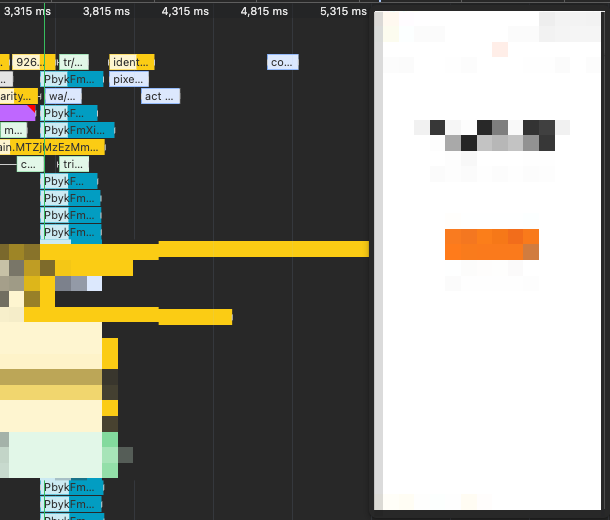 3,315 ms 3,815 ms 4,315 ms 4,815 ms 5,315 ms
926... tr/... ident... co...
PbykFm... pixe...
arity... wa/... act ...
PbykF...
m... PbykFmXi...
ain.MTZjMzEzMm...
c... tri...
PbykF...
PbykFm...
PbykFm...
PbykFm...
PbykFm...
PbykFm...